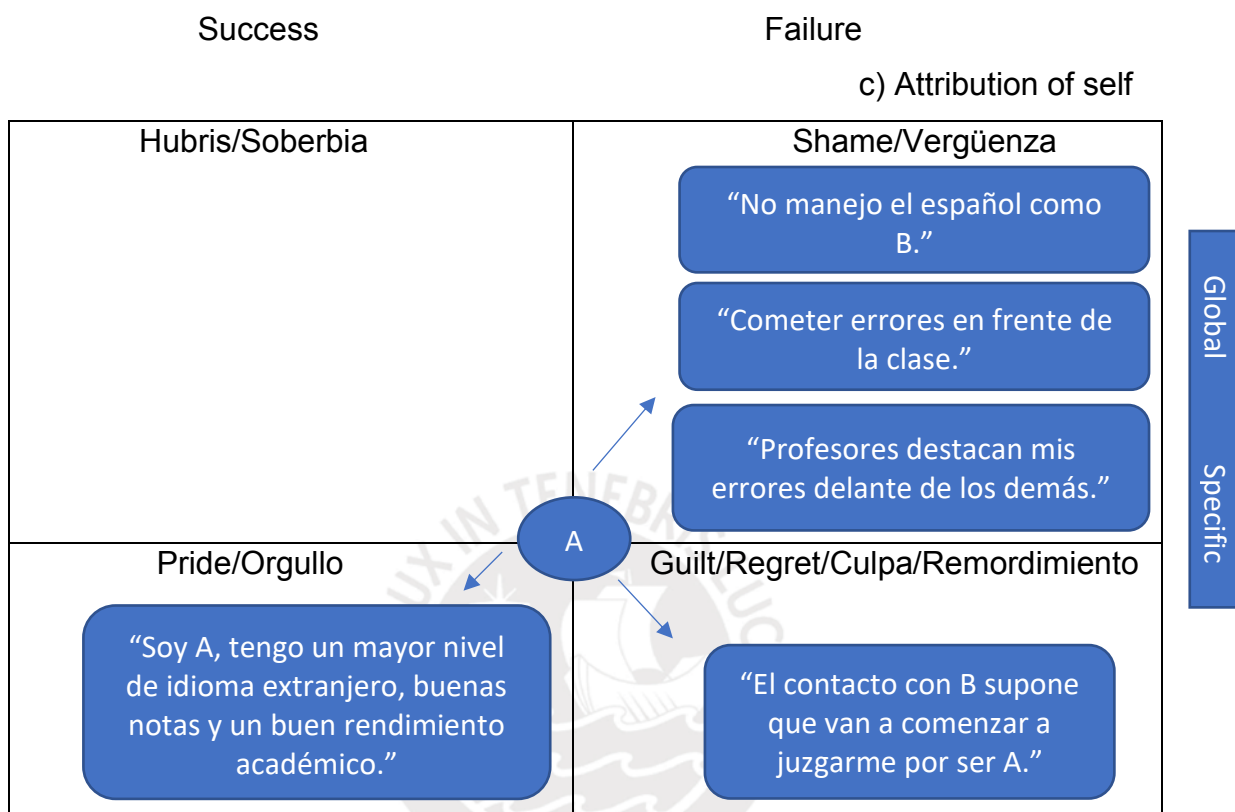 Success
Failure
c) Attribution of self
Hubris/Soberbia
Shame/Vergüenza
“No manejo el español como
B.”
“Cometer errores en frente de
la clase.”
“Profesores destacan mis
errores delante de los demás.”
Global
Specific
A
Pride/Orgullo
Guilt/Regret/Culpa/Remordimiento
“Soy A, tengo un mayor nivel
de idioma extranjero, buenas
notas y un buen rendimiento
académico.”
“El contacto con B supone
que van a comenzar a
juzgarme por ser A.”